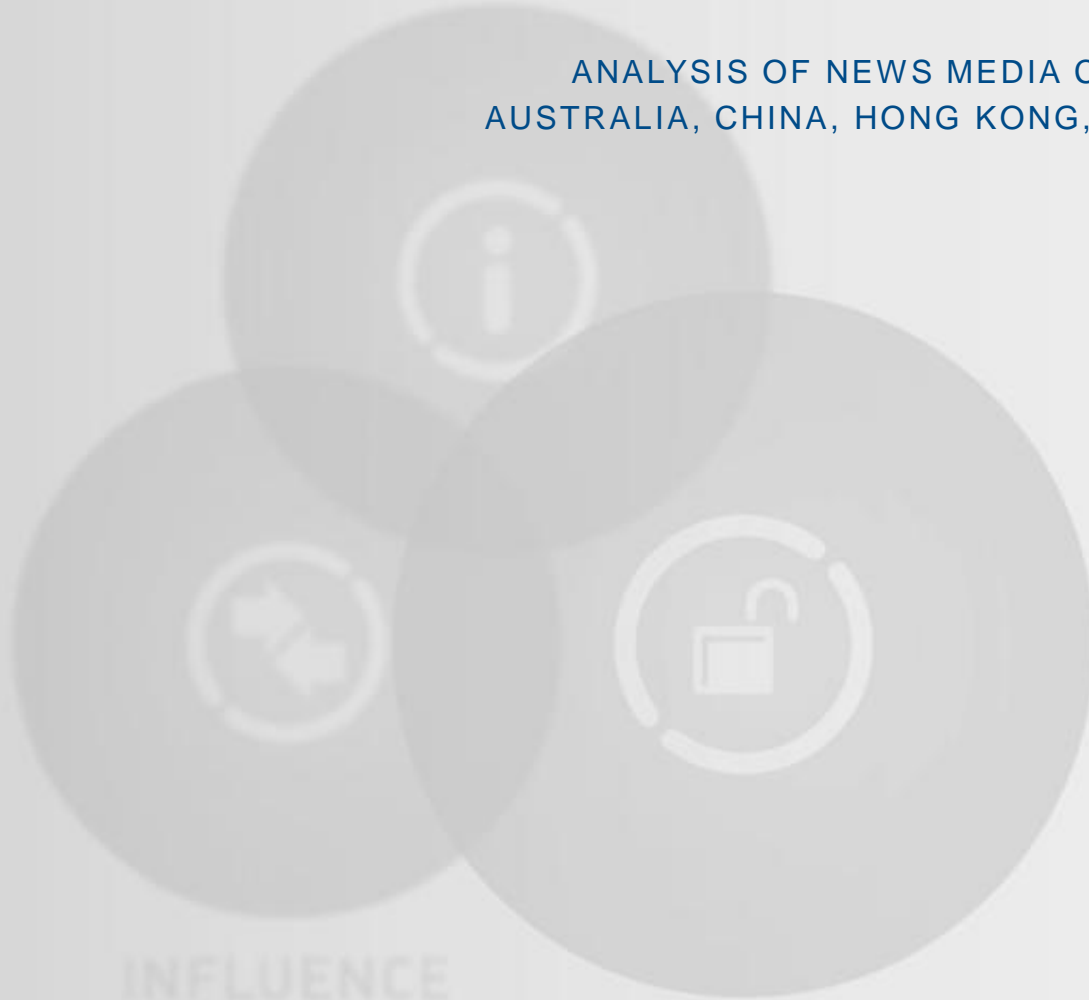 ANALYSIS OF NEWS MEDIA
AUSTRALIA, CHINA, HONG KONG,
INFLUENCE